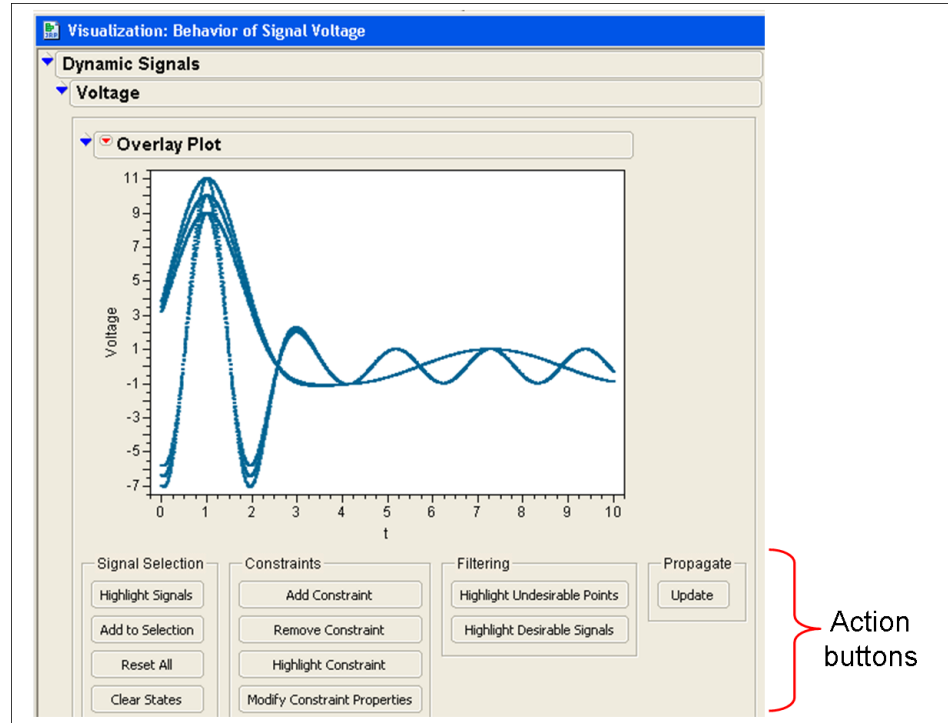 Visualization: Behavior of Signal Voltage
Dynamic Signals
Voltage
Overlay Plot
11
9
7
5
3
1
-1
-3
-5
-7
Voltage
0 1 2 3 4 5 6 7 8 9 10
t
Signal Selection Constraints Filtering Propagate
Highlight Signals Add Constraint Highlight Undesirable Points Update
Add to Selection Remove Constraint Highlight Desirable Signals
Reset All Highlight Constraint
Clear States Modify Constraint Properties
Action
buttons